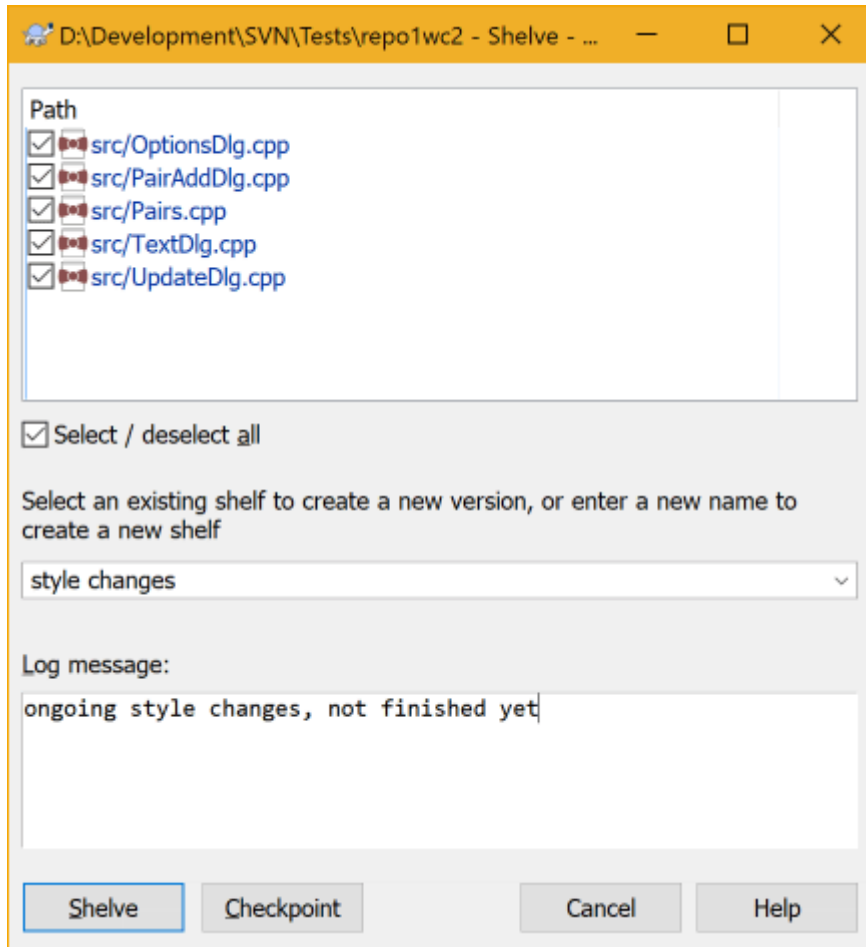 D:\Development\SVN\Tests\repo1wc2 - Shelve - ...
Path
src/OptionsDlg.cpp
src/PairAddDlg.cpp
src/Pairs.cpp
src/TextDlg.cpp
src/UpdateDlg.cpp
Select / deselect all
Select an existing shelf to create a new version, or enter a new name to
create a new shelf
style changes
Log message:
ongoing style changes, not finished yet
Shelve Checkpoint Cancel Help